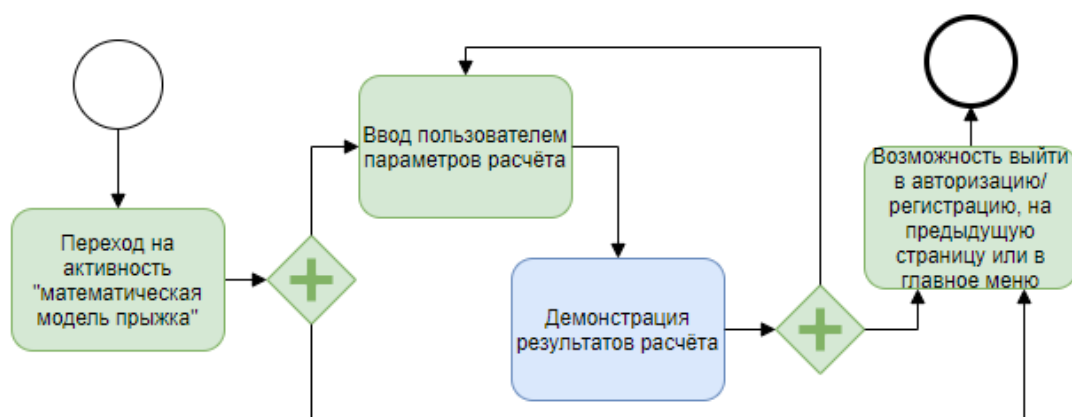 Переход на
активность
"математическая
модель прыжка"
Ввод пользователем
параметров расчёта
Демонстрация
результатов расчёта
Возможность выйти
в авторизацию/
регистрацию, на
предыдущую
страницу или в
главное меню